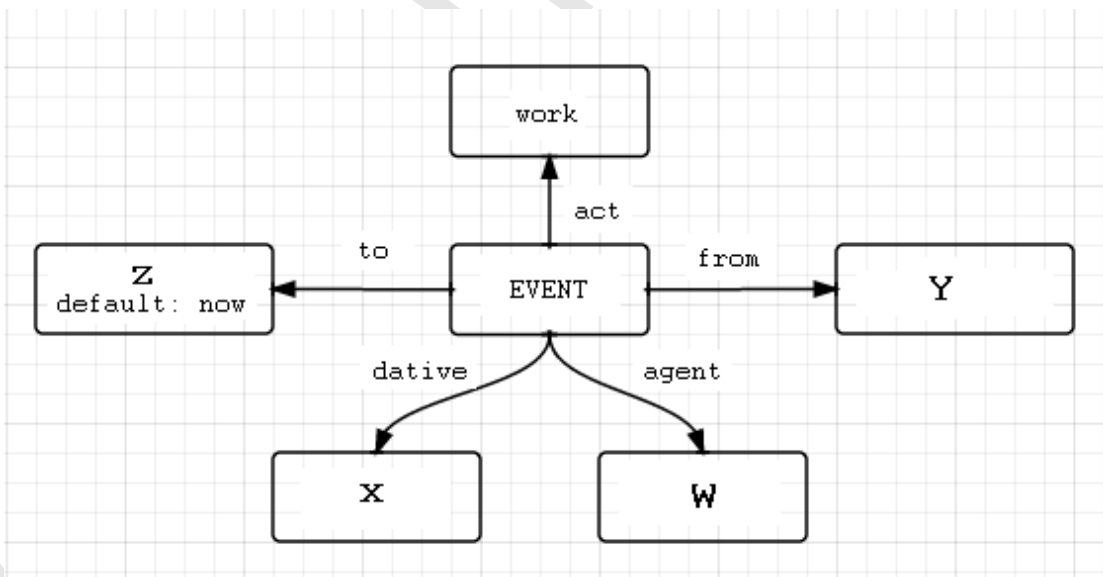 work
act
to
from
Z
default: now
EVENT
Y
dative
agent
X
W